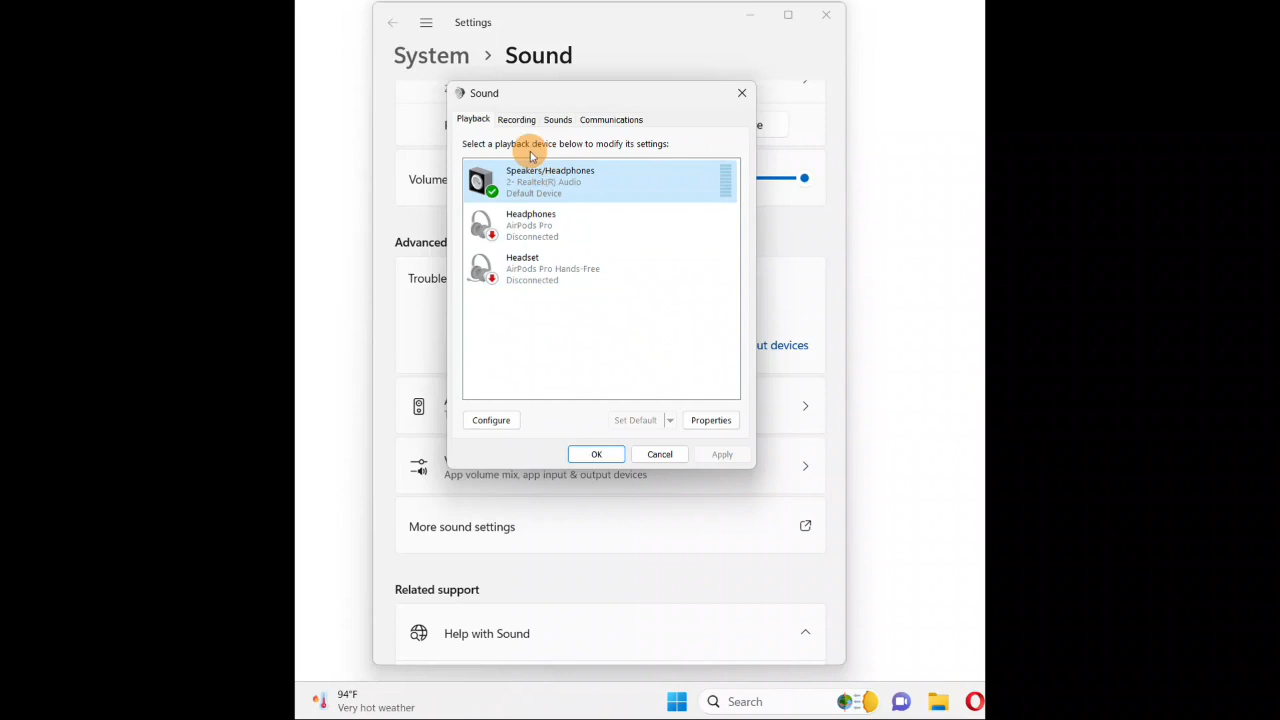 Settings
System > Sound
Sound
Playback Recording Sounds Communications
Select a playback device below to modify its settings:
Speakers/Headphones
2- Realtek(R) Audio
Default Device
Volume
Headphones
AirPods Pro
Disconnected
Advanced
Headset
AirPods Pro Hands-Free
Disconnected
Trouble
ut devices
Configure Set Default Properties
OK Cancel Apply
App volume mix, app input & output devices
More sound settings
Related support
Help with Sound
94°F
Very hot weather
Search